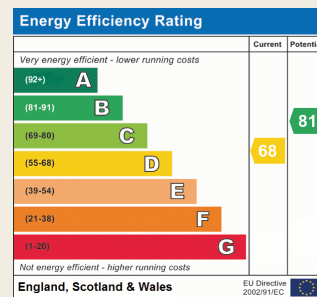 Energy Efficiency Rating
Current Potenti
Very energy efficient - lower running costs
(92+) A
(81-91) B
81
(69-80) C
68
(55-68) D
(39-54) E
(21-38) F
(1-20) G
Not energy efficient - higher running costs
England, Scotland & Wales
EU Directive
2002/91/EC